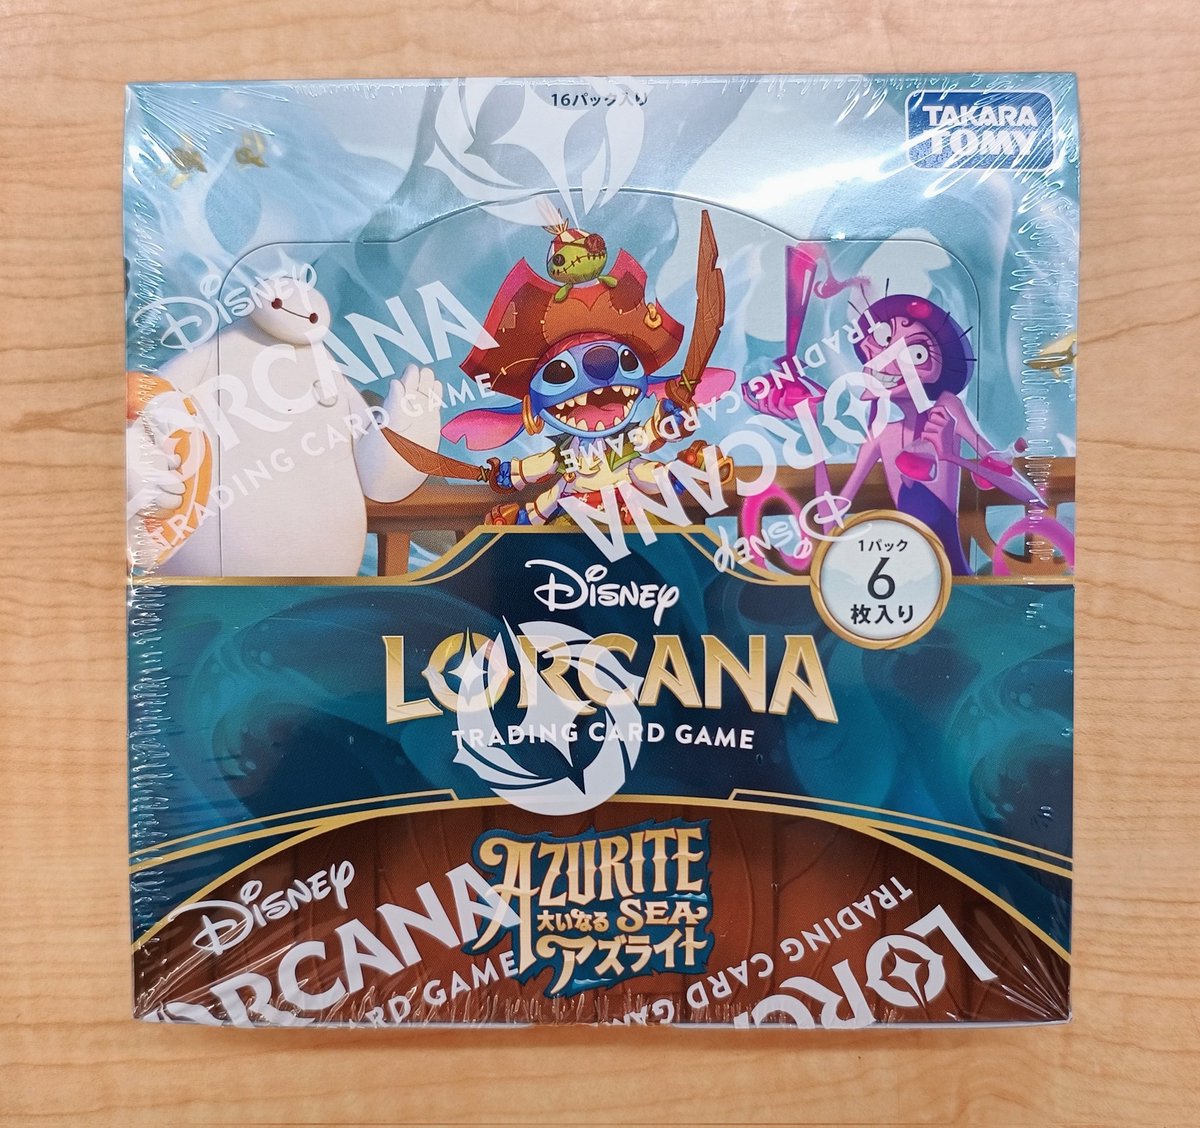 16パック入り
TAKARA
TOMY
DISNEY
LORCANA
TRADING CARD GAME
DISNEY
LORCANA
TRADING CARD GAME
1パック
6
枚入り
DISNEY
LORCANA
TRADING CARD GAME
AZURITE
大いなる SEA
アズライト
DISNEY
LORCANA
CARD GAME
LORC
TRADING CARD GAME